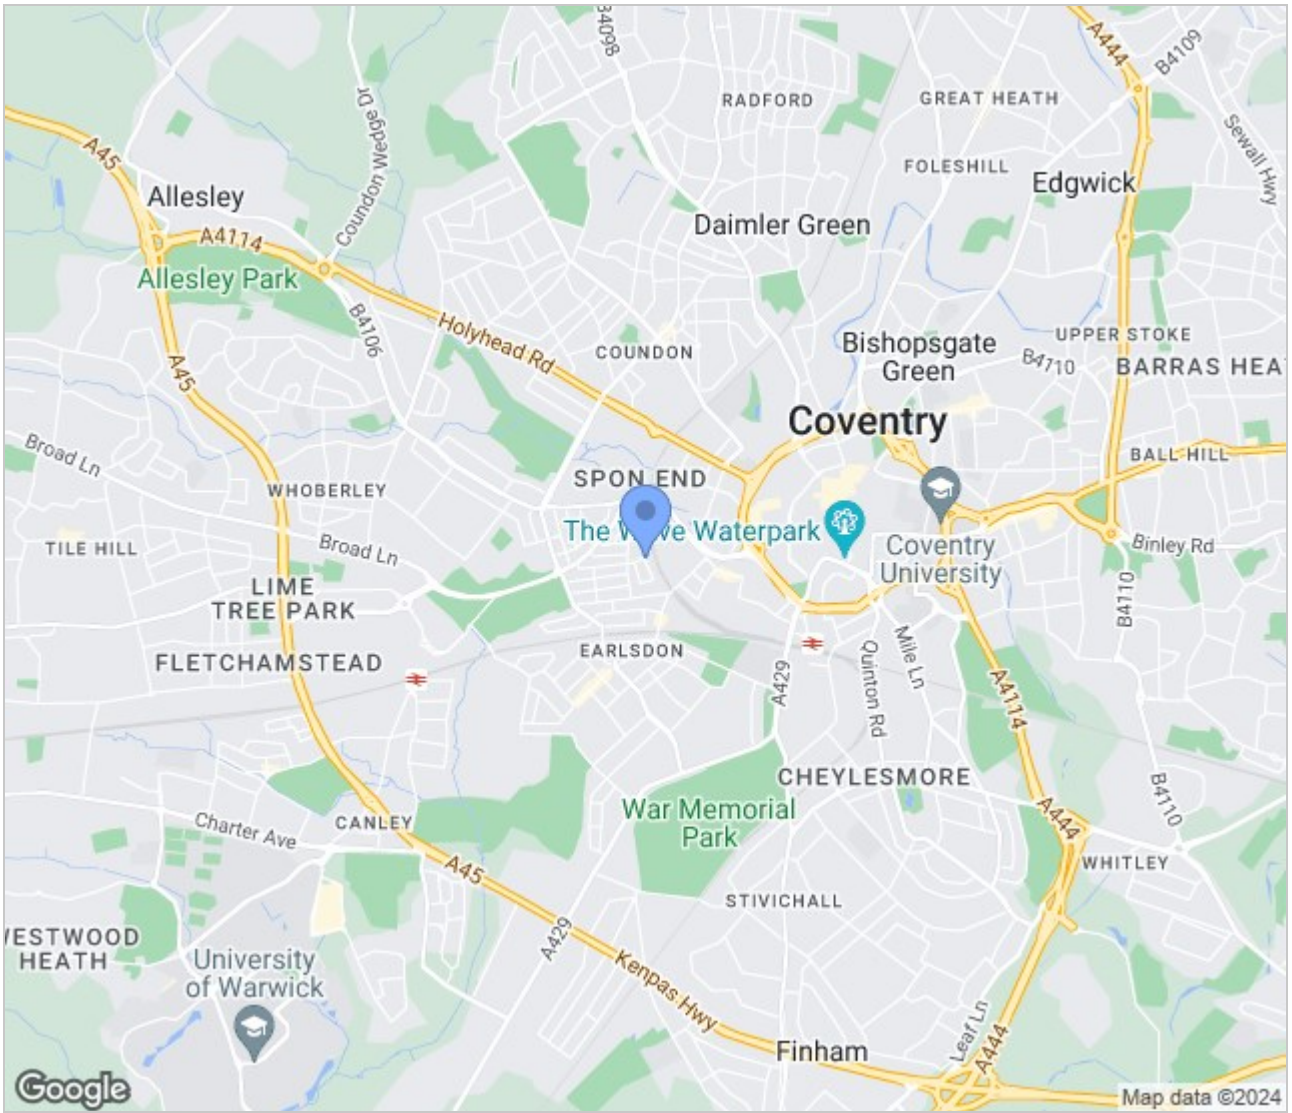 B4098
A444
B4109
RADFORD
GREAT HEATH
Coundon Wedge Dr
Sewall Hwy
A45
FOLESHILL
Allesley
Edgwick
Daimler Green
A4114
Allesley Park
B4106
Holyhead Rd
UPPER STOKE
Bishopsgate
Green
COUNDON
B4110
BARRAS HEA
A45
Coventry
Broad Ln
BALL HILL
SPON END
WHOBERLEY
The W ve Waterpark
Broad Ln
TILE HILL
Coventry
University
Binley Rd
LIME
TREE PARK
B4110
EARLSDON
Mile Ln
FLETCHAMSTEAD
A429
Quinton Rd
A4114
CHEYLESMORE
B4110
War Memorial
Park
Charter Ave
CANLEY
A444
WHITLEY
A45
STIVICHALL
WESTWOOD
HEATH
A429
University
of Warwick
Kenpas Hwy
Leaf Ln
A444
Finham
Google
Map data ©2024